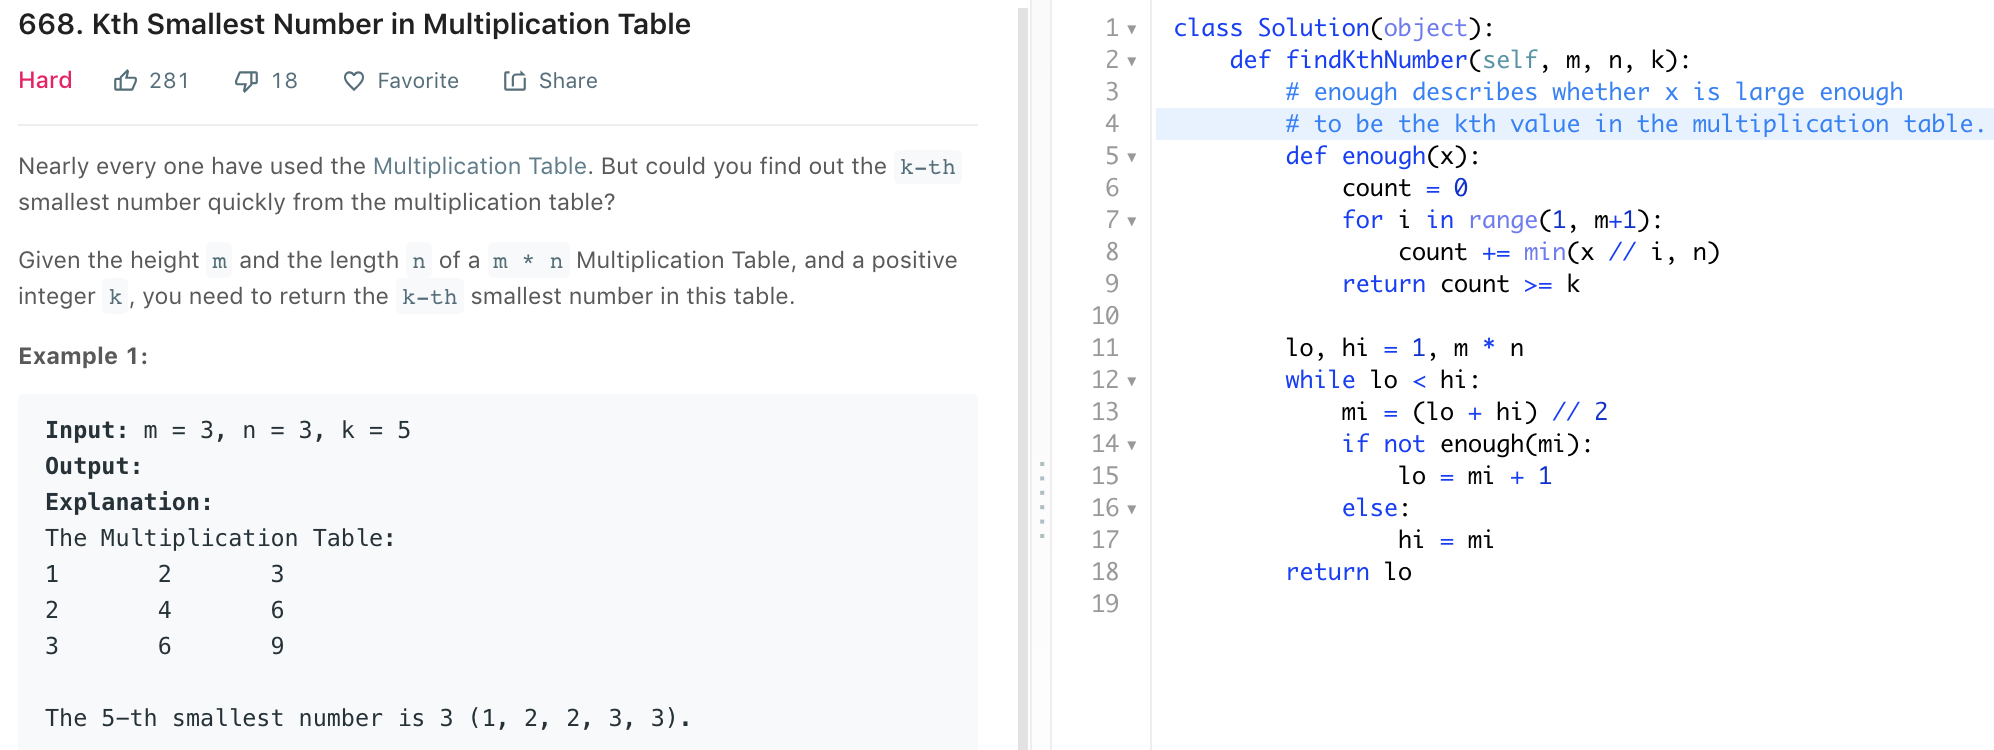 668. Kth Smallest Number in Multiplication Table
Hard 281 18 Favorite Share
Nearly every one have used the Multiplication Table. But could you find out the k-th
smallest number quickly from the multiplication table?
Given the height m and the length n of a m * n Multiplication Table, and a positive
integer k, you need to return the k-th smallest number in this table.
Example 1:
Input: m = 3, n = 3, k = 5
Output:
Explanation:
The Multiplication Table:
1 2 3
2 4 6
3 6 9
The 5-th smallest number is 3 (1, 2, 2, 3, 3).
1 class Solution(object):
2     def findKthNumber(self, m, n, k):
3         # enough describes whether x is large enough
4         # to be the kth value in the multiplication table.
5         def enough(x):
6             count = 0
7             for i in range(1, m+1):
8                 count += min(x // i, n)
9             return count >= k
10
11         lo, hi = 1, m * n
12         while lo < hi:
13             mi = (lo + hi) // 2
14             if not enough(mi):
15                 lo = mi + 1
16             else:
17                 hi = mi
18         return lo
19